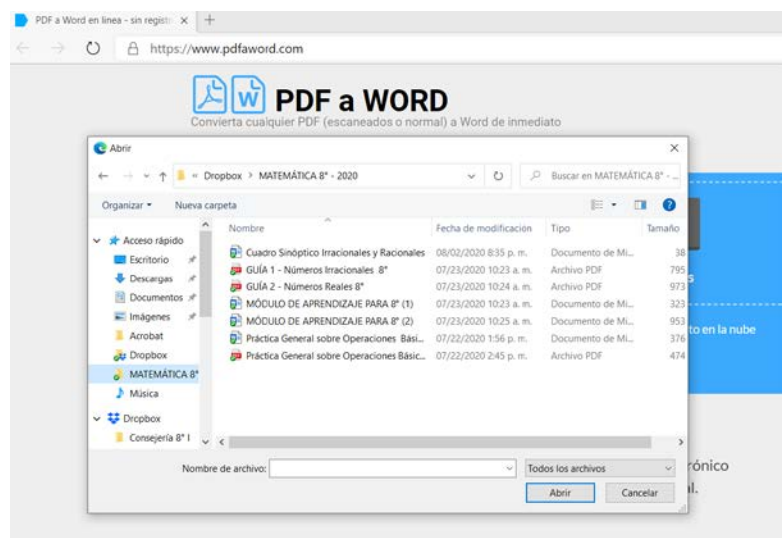 PDF a Word en linea - sin registr
https://www.pdfaword.com
PDF a WORD
Convierta cualquier PDF (escaneados o normal) a Word de inmediato
Abrir
« Dropbox > MATEMÁTICA 8° - 2020
Buscar en MATEMÁTICA 8° - ...
Organizar
Nueva carpeta
Nombre Fecha de modificación Tipo Tamaño
Acceso rápido
Escritorio
Descargas
Documentos
Imágenes
Acrobat
Dropbox
MATEMÁTICA 8°
Música
Dropbox
Consejería 8° I
Cuadro Sinóptico Irracionales y Racionales 08/02/2020 8:35 p. m. Documento de Mi... 38
GUÍA 1 - Números Irracionales 8° 07/23/2020 10:23 a. m. Archivo PDF 795
GUÍA 2 - Números Reales 8° 07/23/2020 10:24 a. m. Archivo PDF 973
MÓDULO DE APRENDIZAJE PARA 8° (1) 07/23/2020 10:23 a. m. Documento de Mi... 323
MÓDULO DE APRENDIZAJE PARA 8° (2) 07/23/2020 10:25 a. m. Documento de Mi... 953
Práctica General sobre Operaciones Bási... 07/22/2020 1:56 p. m. Documento de Mi... 376
Práctica General sobre Operaciones Básic... 07/22/2020 2:45 p. m. Archivo PDF 474
s
to en la nube
Nombre de archivo:
Todos los archivos
Abrir
Cancelar
rónico
al.